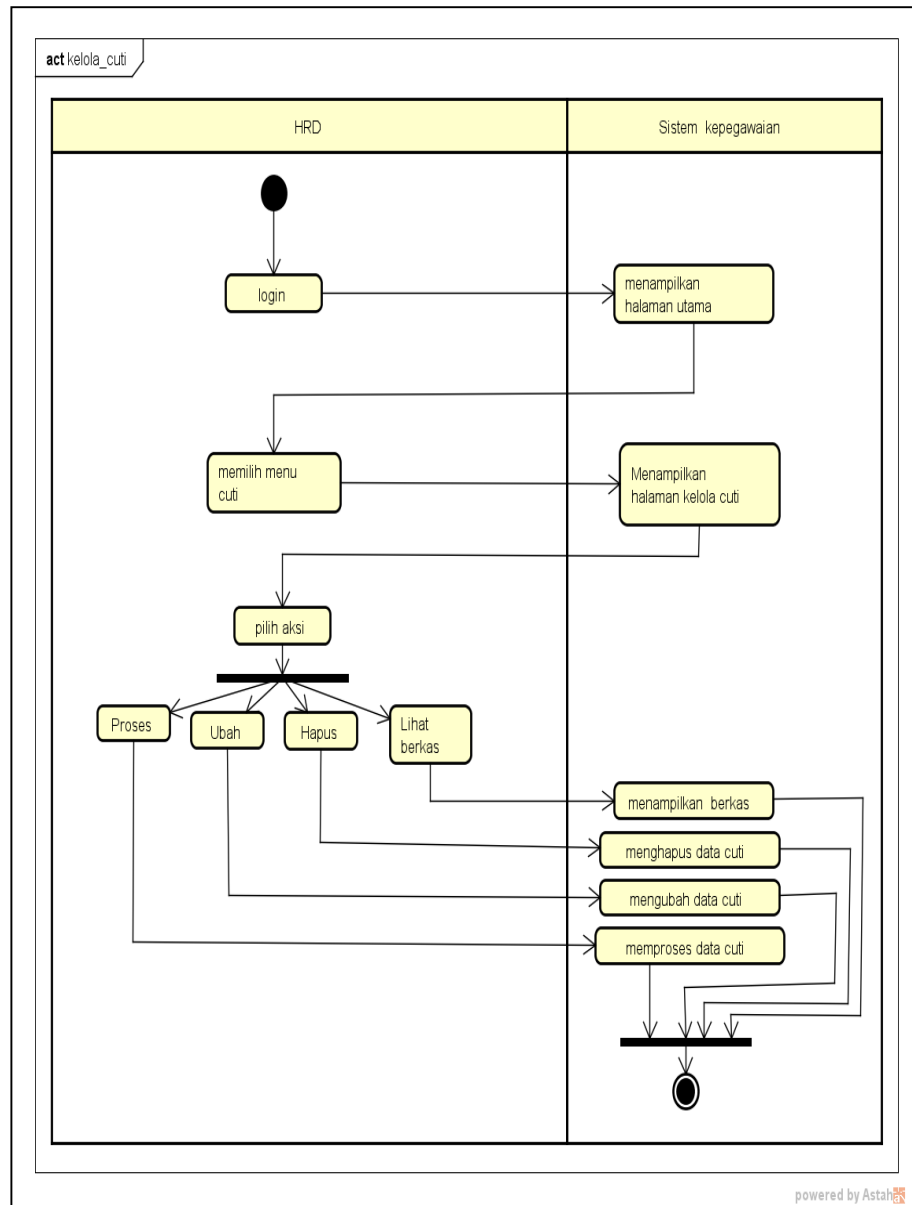 act kelola_cuti
HRD
Sistem kepegawaian
login
menampilkan
halaman utama
memilih menu
cuti
Menampilkan
halaman kelola cuti
pilih aksi
Proses
Ubah
Hapus
Lihat
berkas
menampilkan berkas
menghapus data cuti
mengubah data cuti
memproses data cuti
powered by Astah